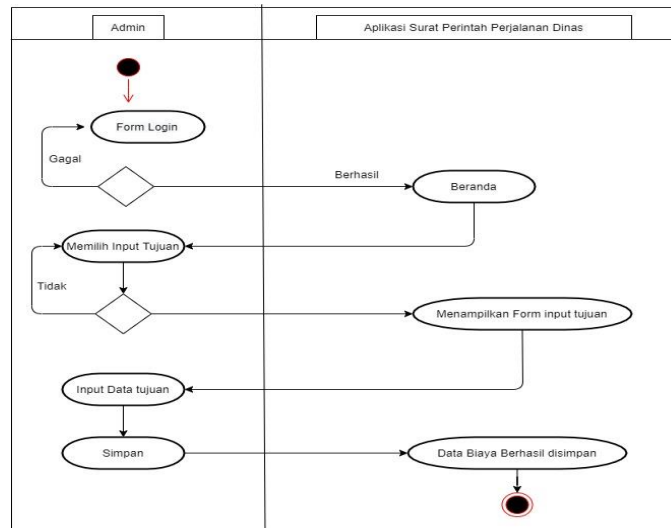 Admin
Aplikasi Surat Perintah Perjalanan Dinas
Form Login
Gagal
Berhasil
Beranda
Memilih Input Tujuan
Tidak
Menampilkan Form input tujuan
Input Data tujuan
Simpan
Data Biaya Berhasil disimpan